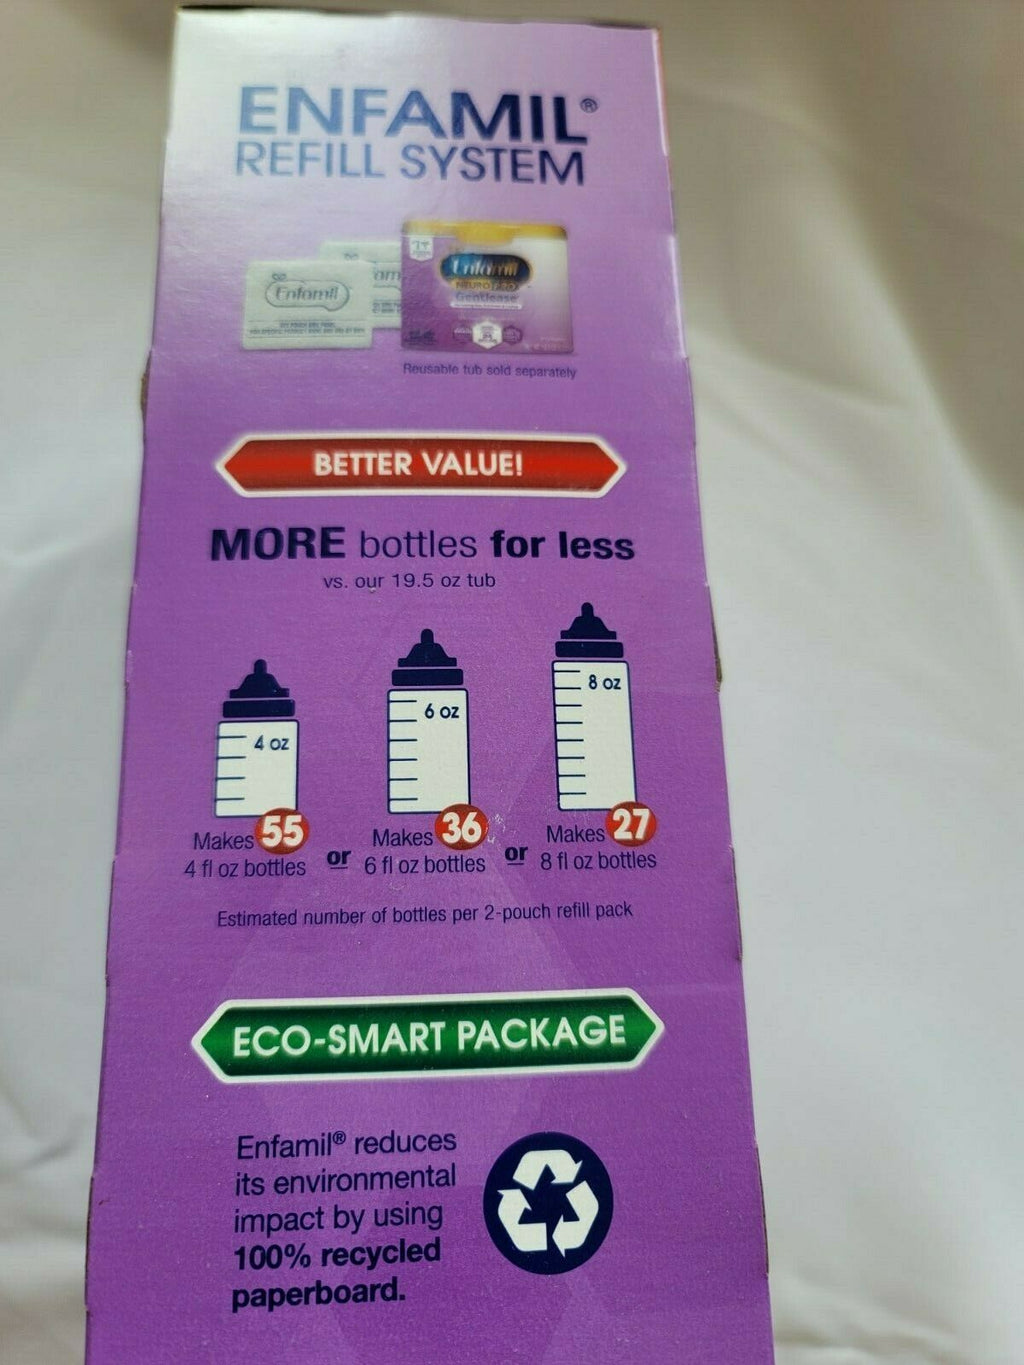 ENFAMIL®
REFILL SYSTEM
Enfamil
Enfamil
NEUROPRO
Gentlease
Reusable tub sold separately
BETTER VALUE!
MORE bottles for less
vs. our 19.5 oz tub
4 oz
6 oz
8 oz
Makes 55
4 fl oz bottles
or
Makes 36
6 fl oz bottles
or
Makes 27
8 fl oz bottles
Estimated number of bottles per 2-pouch refill pack
ECO-SMART PACKAGE
Enfamil® reduces
its environmental
impact by using
100% recycled
paperboard.